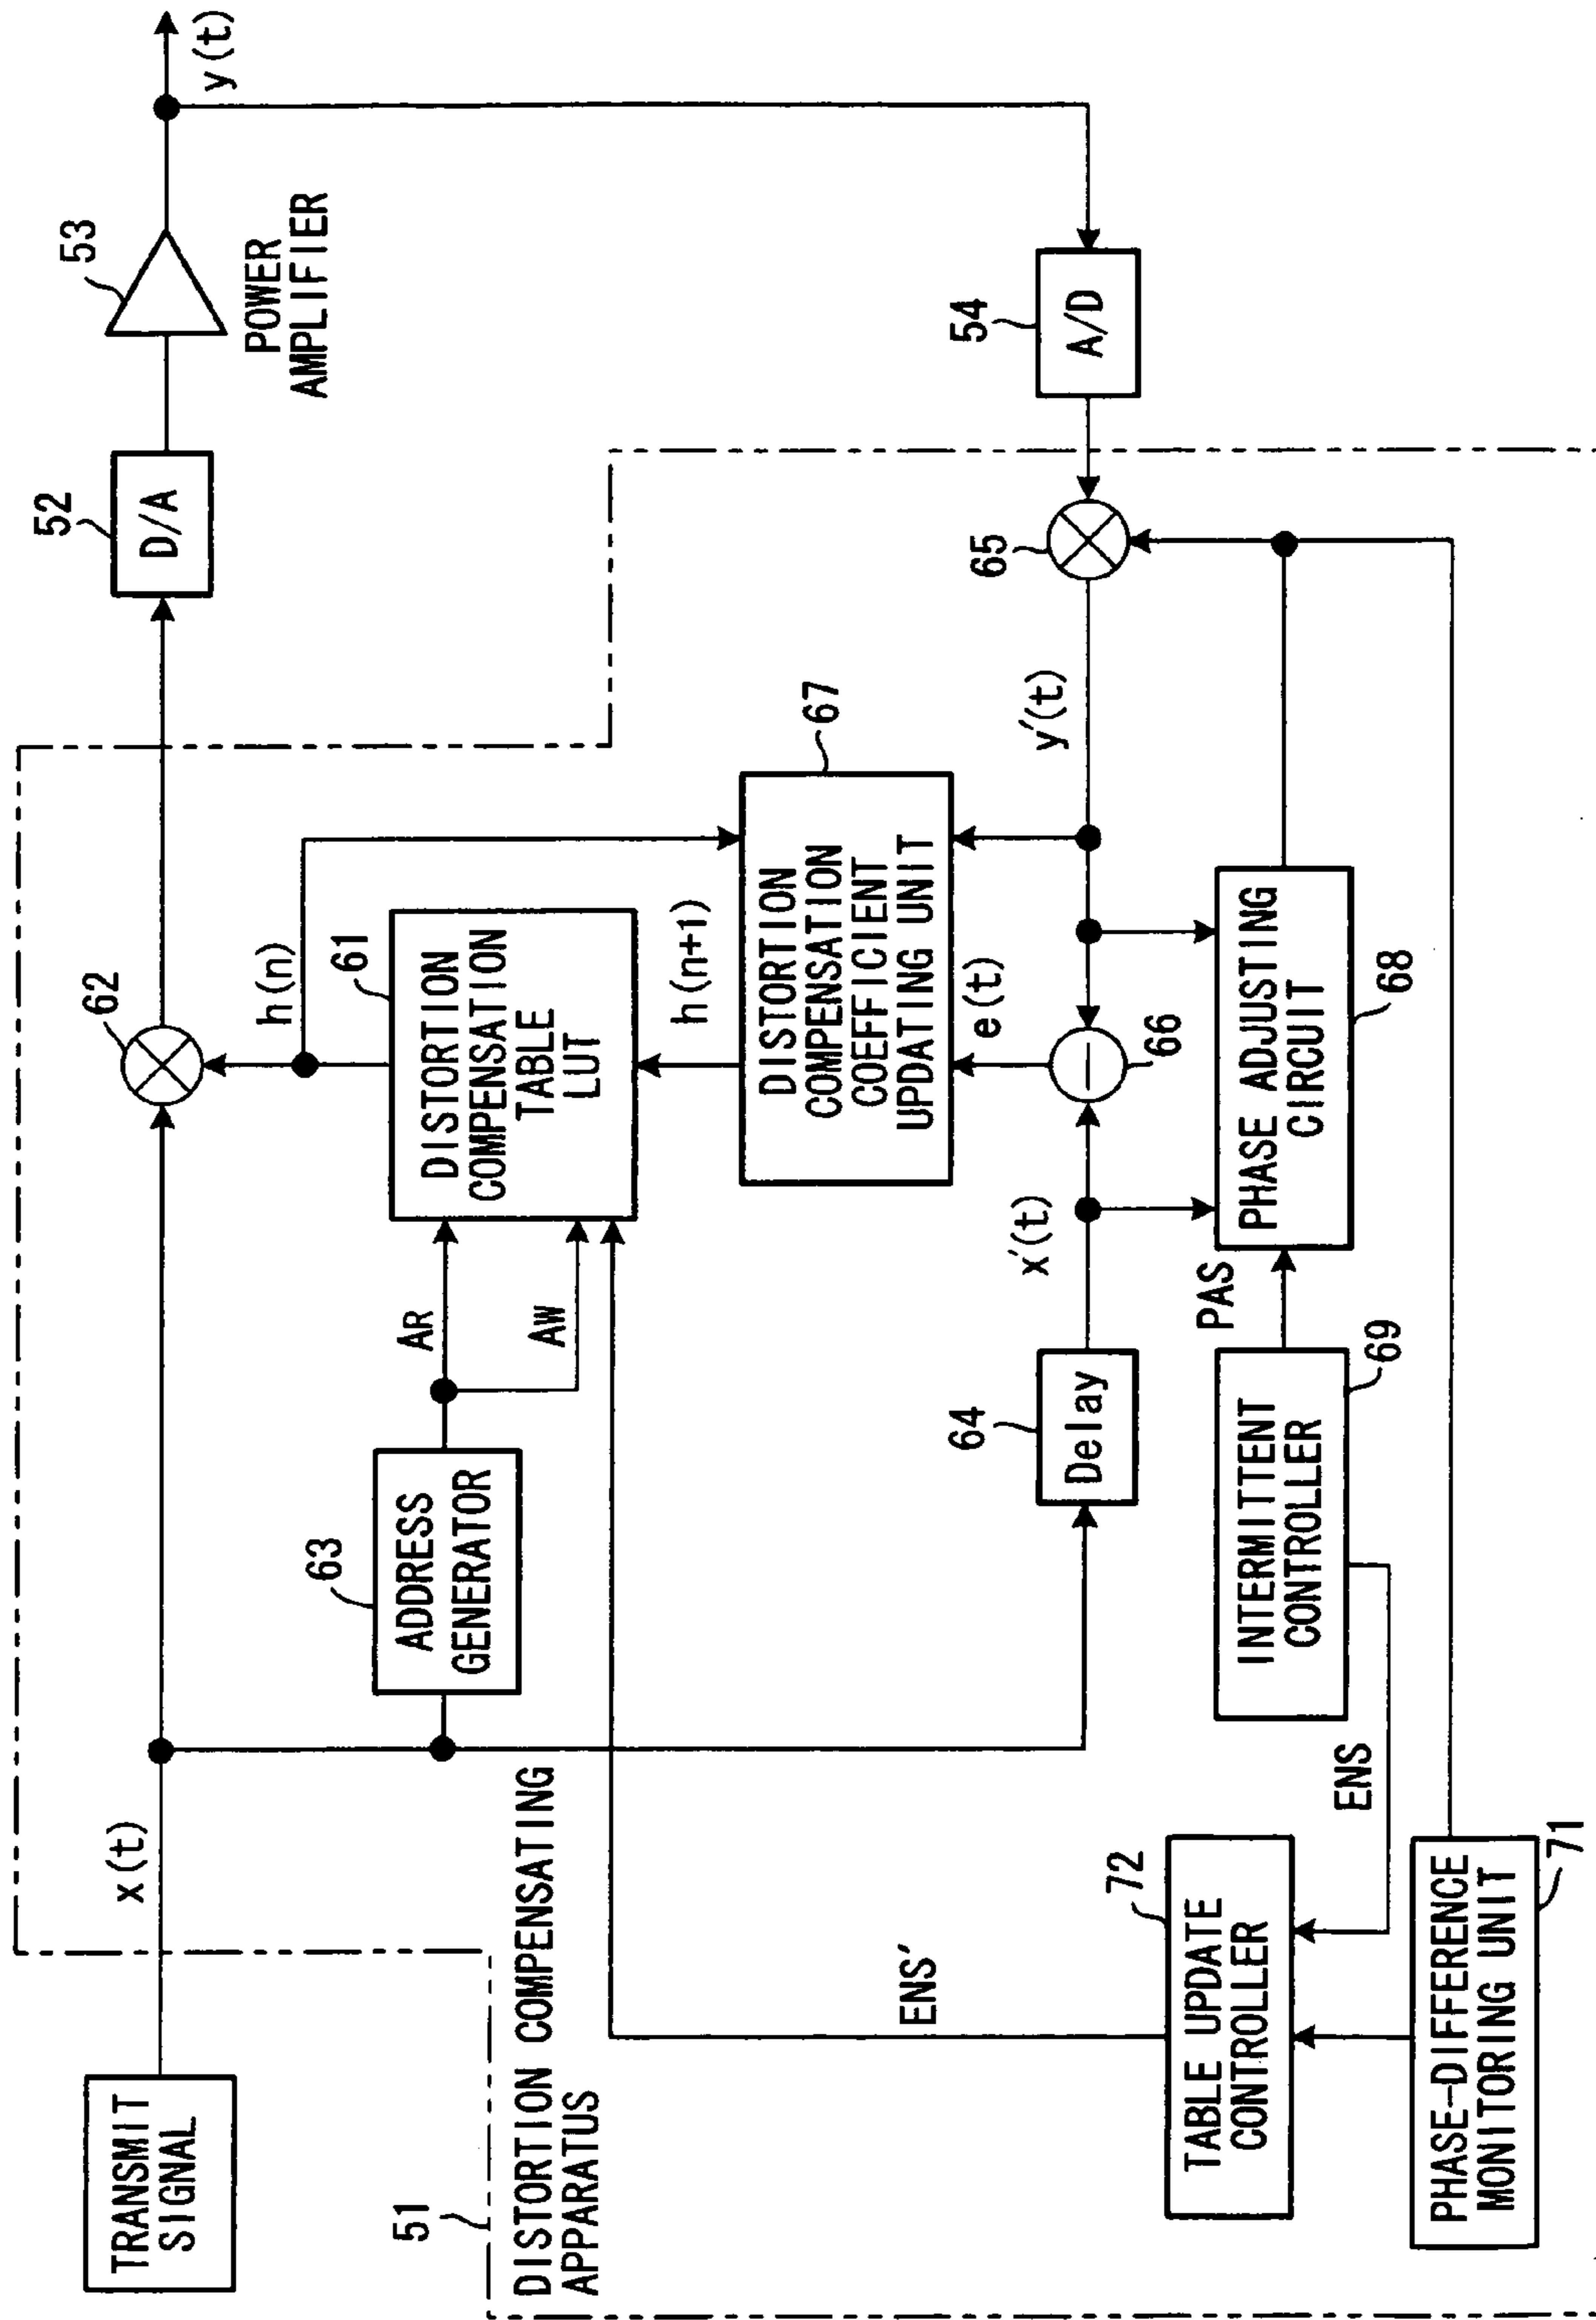 TRANSMIT
SIGNAL
x(t)
62
52
D/A
53
POWER
AMPLIFIER
y(t)
63
ADDRESS
GENERATOR
AR
AW
h(n)
61
DISTORTION
COMPENSATION
TABLE
LUT
h(n+1)
67
DISTORTION
COMPENSATION
COEFFICIENT
UPDATING UNIT
51
DISTORTION COMPENSATING
APPARATUS
ENS'
64
Delay
x'(t)
e(t)
66
y'(t)
65
54
A/D
72
TABLE UPDATE
CONTROLLER
ENS
INTERMITTENT
CONTROLLER
69
PAS
PHASE ADJUSTING
CIRCUIT
68
PHASE-DIFFERENCE
MONITORING UNIT
71